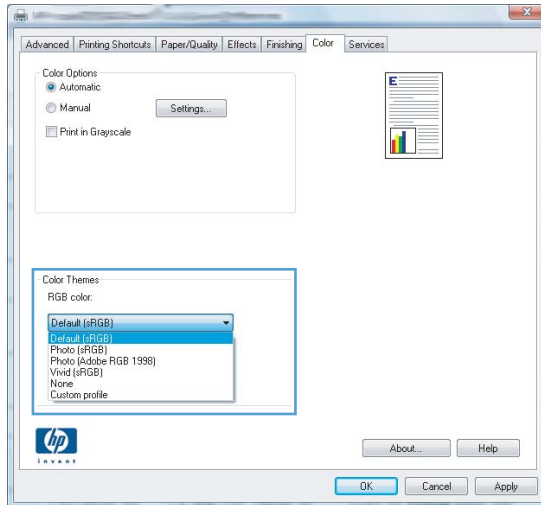 Advanced Printing Shortcuts Paper/Quality Effects Finishing Color Services
Color Options
Automatic
Manual Settings...
Print in Grayscale
E
Color Themes
RGB color:
Default (sRGB)
Default (sRGB)
Photo (sRGB)
Photo (Adobe RGB 1998)
Vivid (sRGB)
None
Custom profile
hp
invent
About... Help
OK Cancel Apply